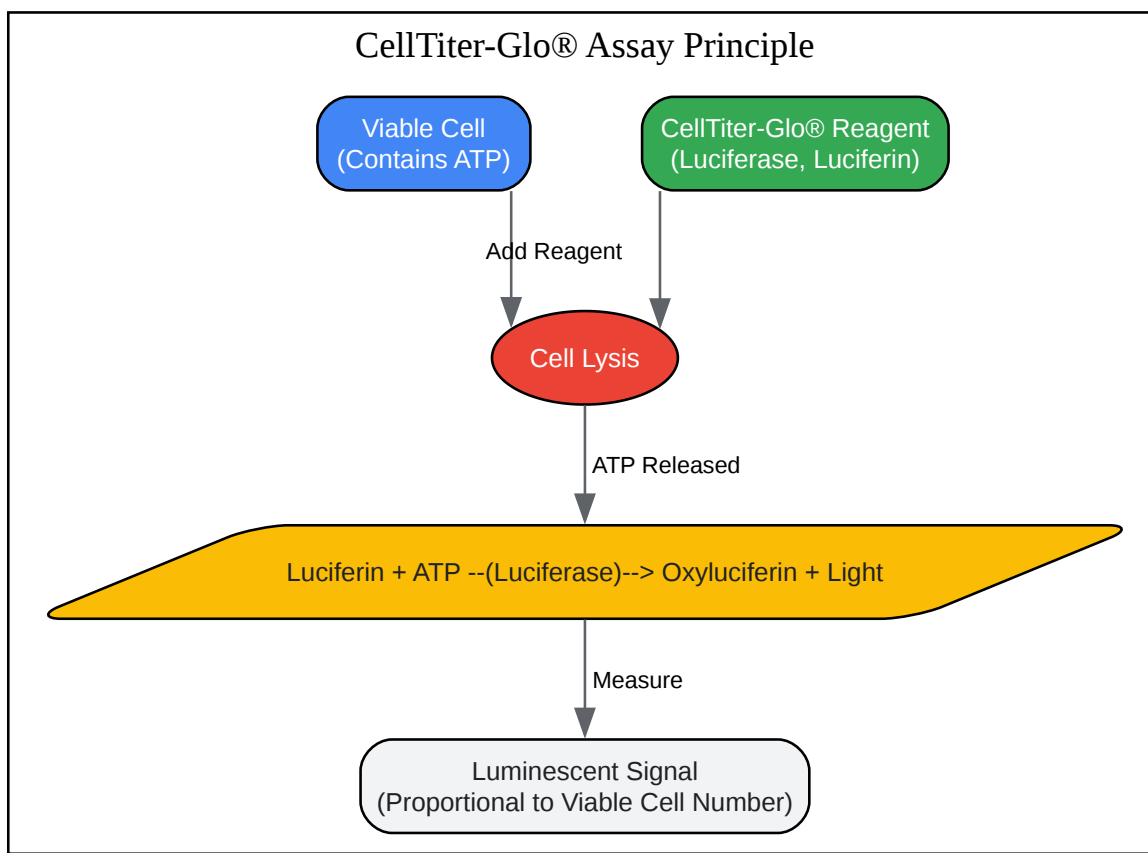 CellTiter-Glo® Assay Principle
Viable Cell
(Contains ATP)
CellTiter-Glo® Reagent
(Luciferase, Luciferin)
Add Reagent
Cell Lysis
ATP Released
Luciferin + ATP --(Luciferase)--> Oxyluciferin + Light
Measure
Luminescent Signal
(Proportional to Viable Cell Number)